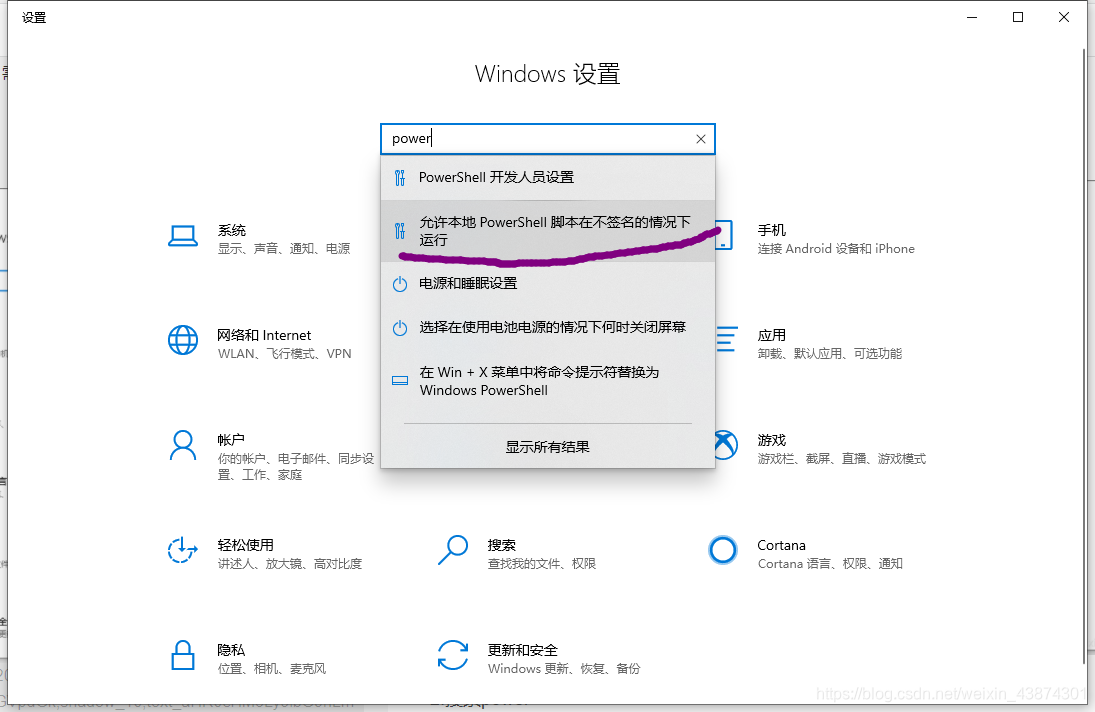 设置
Windows 设置
power
PowerShell 开发人员设置
允许本地 PowerShell 脚本在不签名的情况下
运行
电源和睡眠设置
选择在使用电池电源的情况下何时关闭屏幕
在 Win + X 菜单中将命令提示符替换为
Windows PowerShell
显示所有结果
系统
显示、声音、通知、电源
手机
连接 Android 设备和 iPhone
网络和 Internet
WLAN、飞行模式、VPN
应用
卸载、默认应用、可选功能
帐户
你的帐户、电子邮件、同步设
置、工作、家庭
游戏
游戏栏、截屏、直播、游戏模式
轻松使用
讲述人、放大镜、高对比度
搜索
查找我的文件、权限
Cortana
Cortana 语言、权限、通知
隐私
位置、相机、麦克风
更新和安全
Windows 更新、恢复、备份
https://blog.csdn.net/weixin_43874301